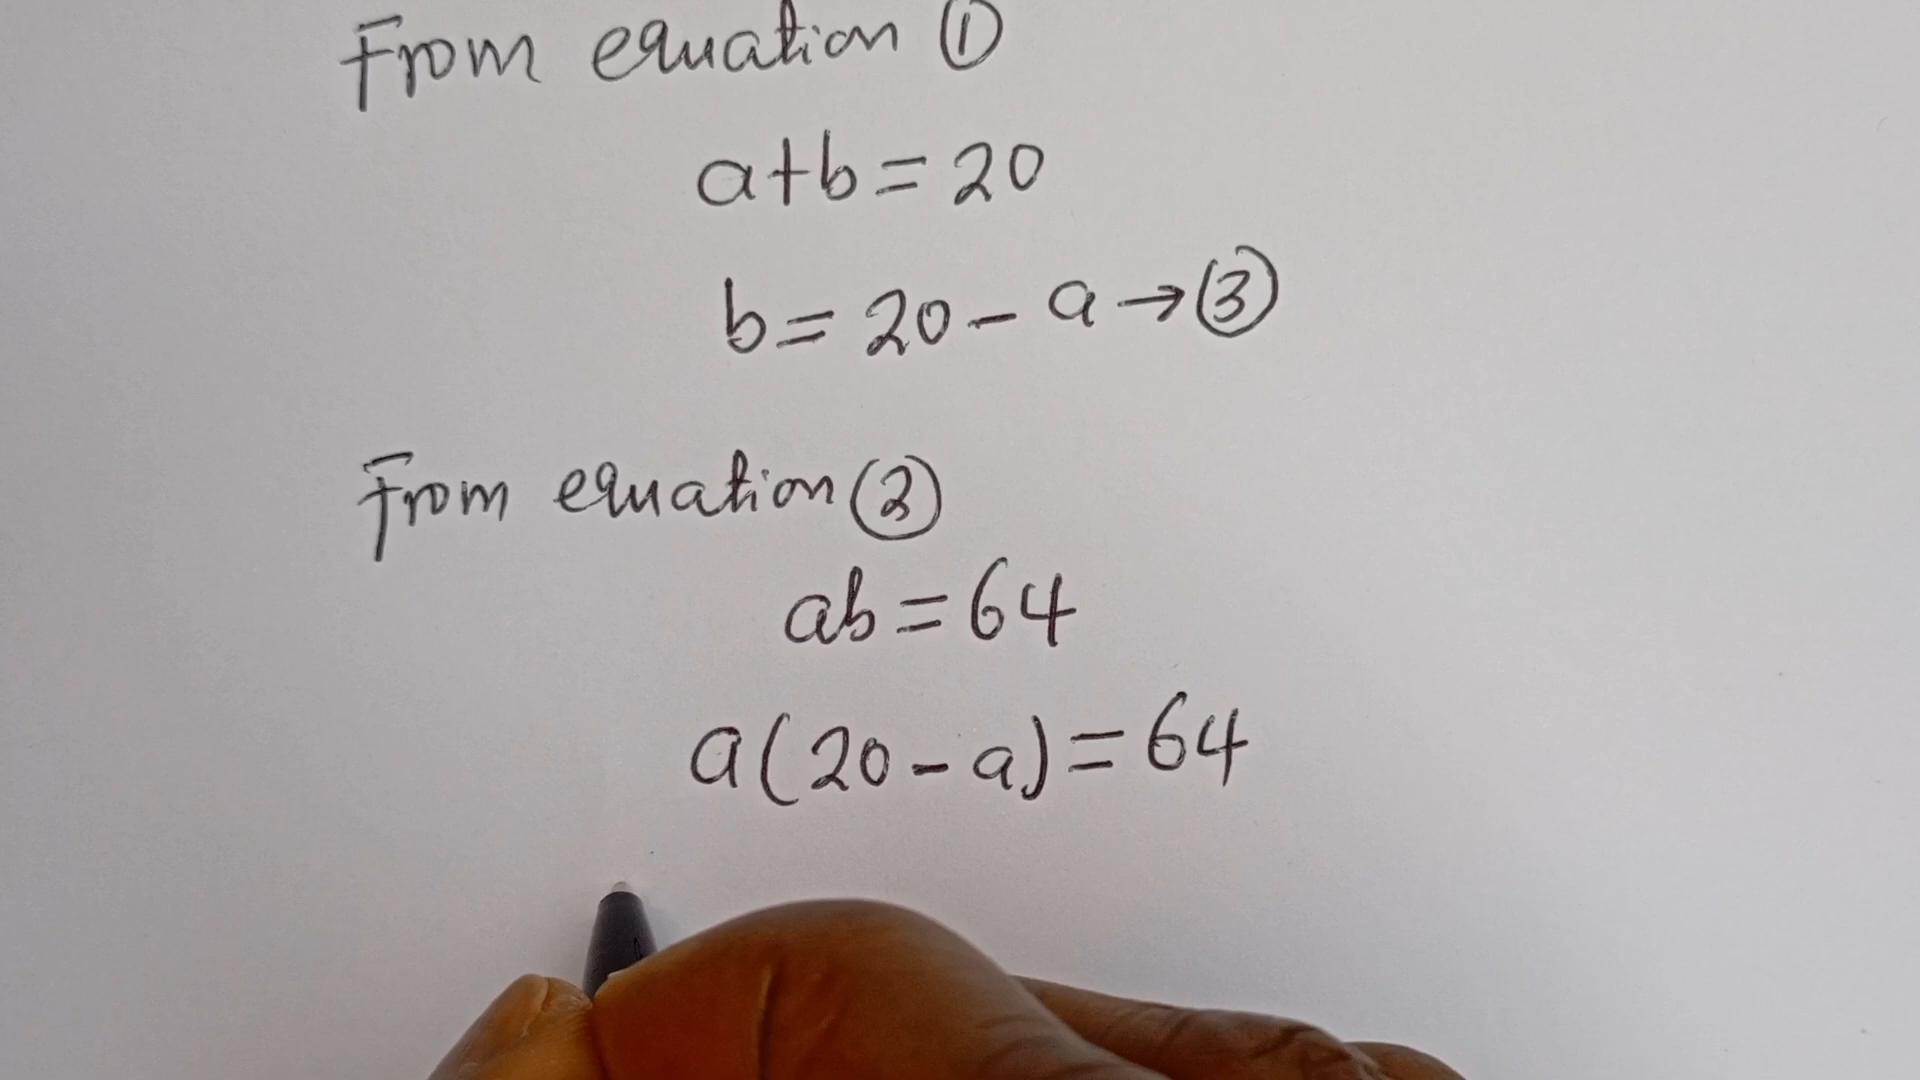 From equation ①
a+b=20
b=20-a→③
From equation ②
ab=64
a(20-a)=64